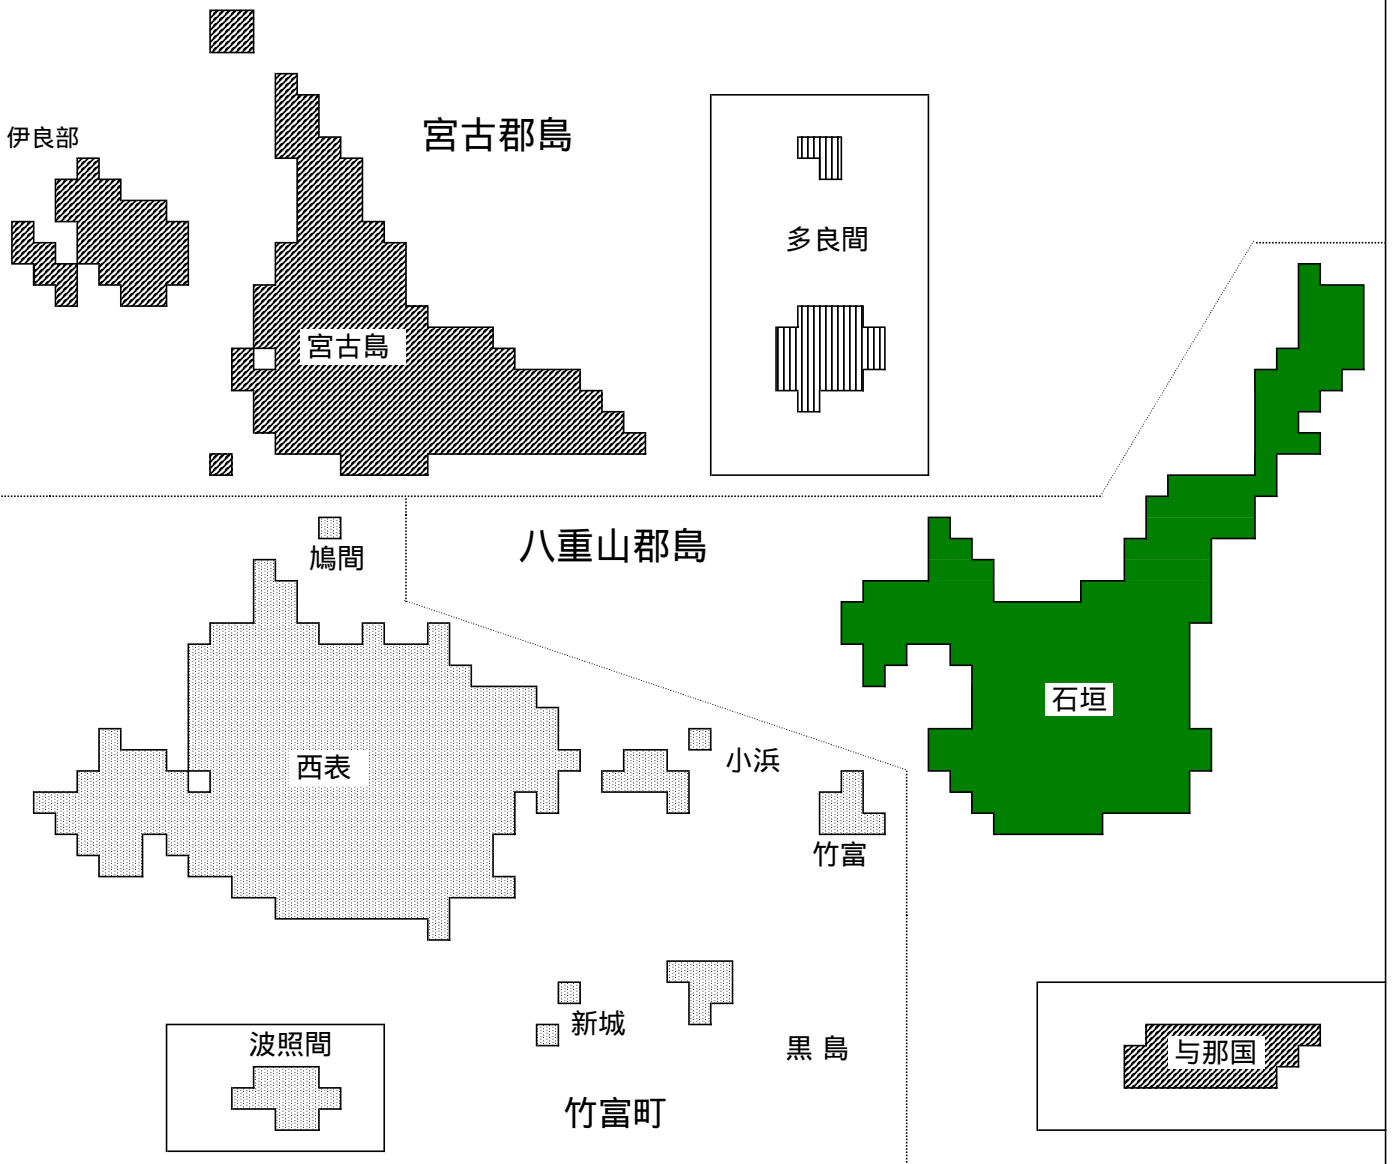 宮古郡島
伊良部
多良間
宮古島
八重山郡島
鳩間
石垣
西表
小浜
竹富
新城
波照間
黒島
与那国
竹富町